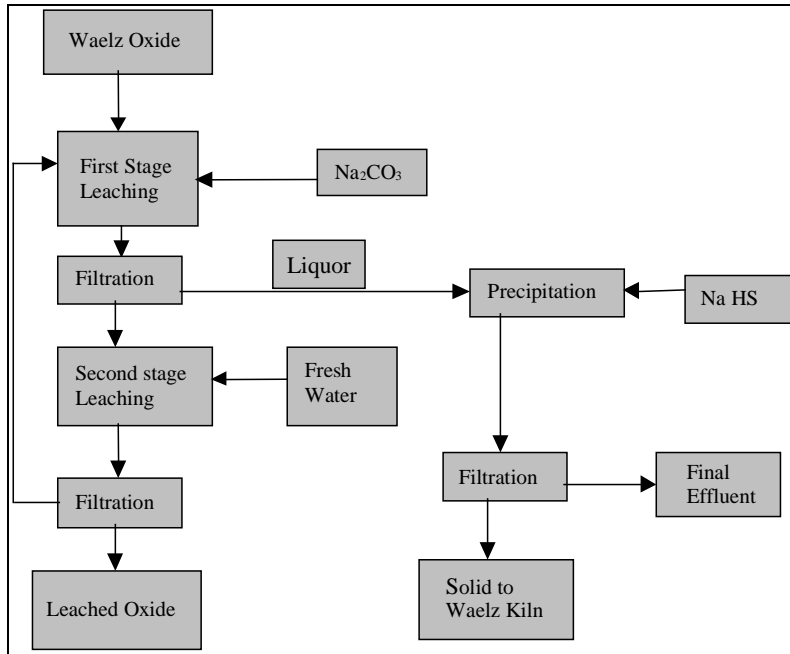 Waelz Oxide
First Stage
Leaching
Na₂CO₃
Filtration
Liquor
Precipitation
Na HS
Second stage
Leaching
Fresh
Water
Filtration
Filtration
Final
Effluent
Leached Oxide
Solid to
Waelz Kiln